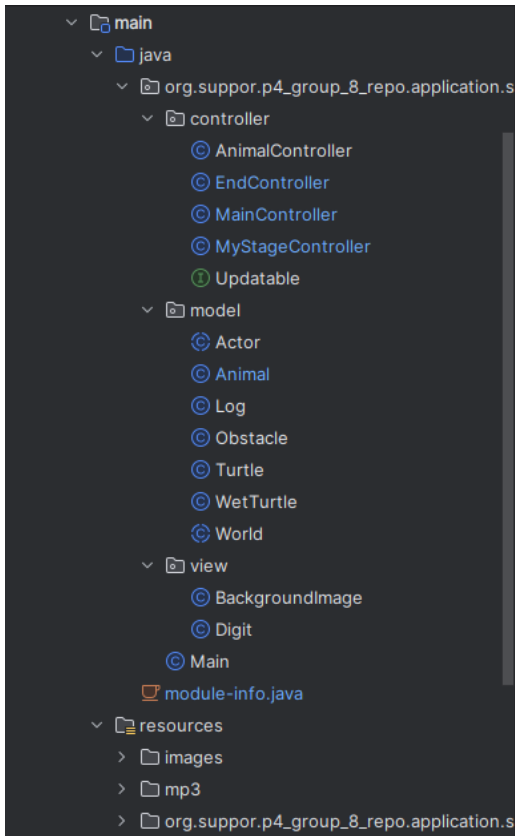 main
java
org.suppor.p4_group_8_repo.application.s
controller
AnimalController
EndController
MainController
MyStageController
Updatable
model
Actor
Animal
Log
Obstacle
Turtle
WetTurtle
World
view
BackgroundImage
Digit
Main
module-info.java
resources
images
mp3
org.suppor.p4_group_8_repo.application.s